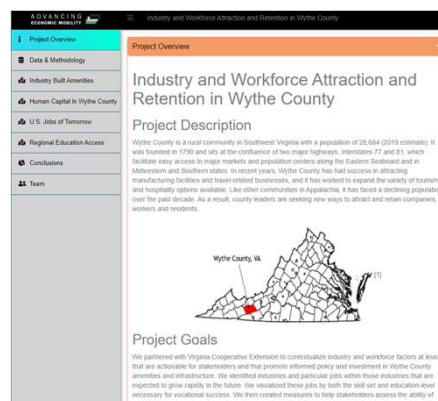 ADVANCING
ECONOMIC MOBILITY
Industry and Workforce Attraction and Retention in Wythe County
Project Overview
Data & Methodology
Industry Built Amenities
Human Capital in Wythe County
U.S. Jobs of Tomorrow
Regional Education Access
Conclusions
Team
Project Overview
Industry and Workforce Attraction and
Retention in Wythe County
Project Description
Wythe County is a rural community in Southwest Virginia with a population of 28,684 (2019 estimate). It
was founded in 1790 and sits at the confluence of two major highways, Interstates 77 and 81, which
facilitate easy access to major markets and population centers along the Eastern Seaboard and in
Midwestern and Southern states. In recent years, Wythe County has had success in attracting
manufacturing facilities and travel-related businesses, and it has worked to expand the variety of tourism
and hospitality options available. Like other communities in Appalachia, it has faced a declining populatio
over the past decade. As a result, county leaders are seeking new ways to attract and retain companies,
workers and residents.
Wythe County, VA
[1]
Project Goals
We partnered with Virginia Cooperative Extension to contextualize industry and workforce factors at level
that are actionable for stakeholders and that promote informed policy and investment in Wythe County
amenities and infrastructure. We identified industries and particular jobs within those industries that are
expected to grow rapidly in the future. We visualized these jobs by both the skill set and education-level
necessary for vocational success. We then created measures to help stakeholders assess the ability of